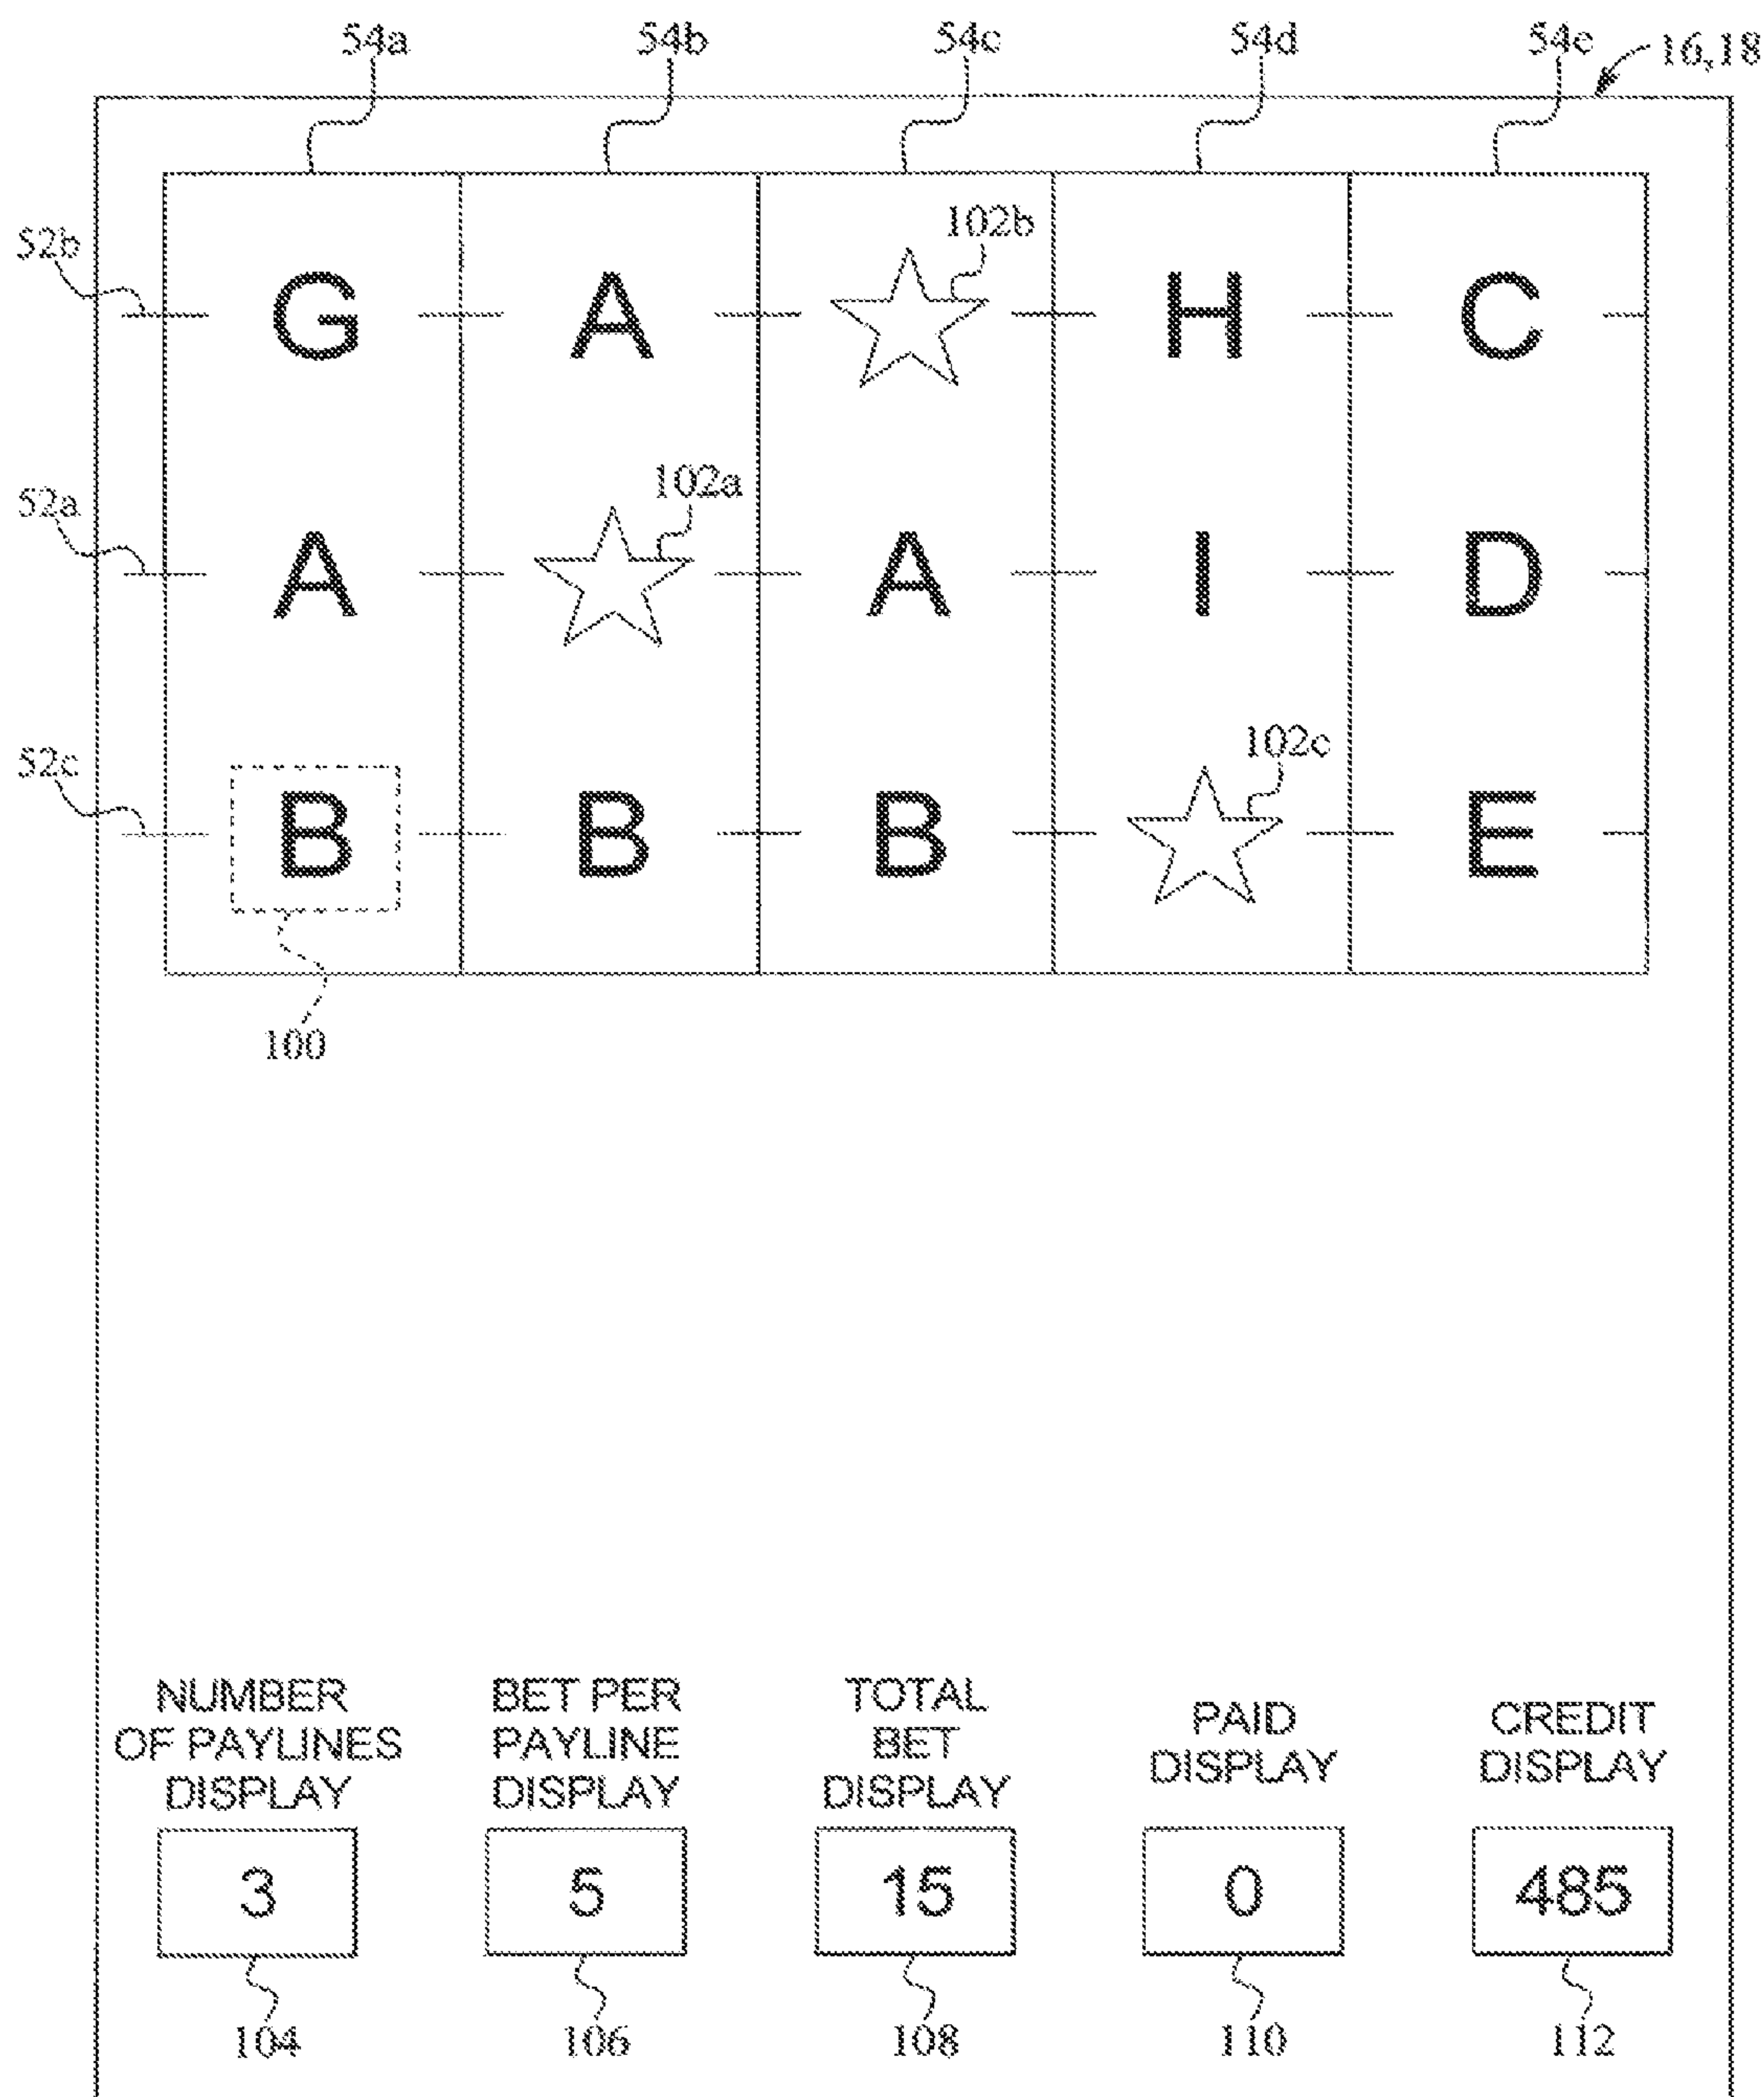 54a 54b 54c 54d 54e 16,18
102b
52b G A H C
102a
52a A A I D
102c
52c B B B E
100
NUMBER OF PAYLINES DISPLAY
BET PER PAYLINE DISPLAY
TOTAL BET DISPLAY
PAID DISPLAY
CREDIT DISPLAY
3 5 15 0 485
104 106 108 110 112